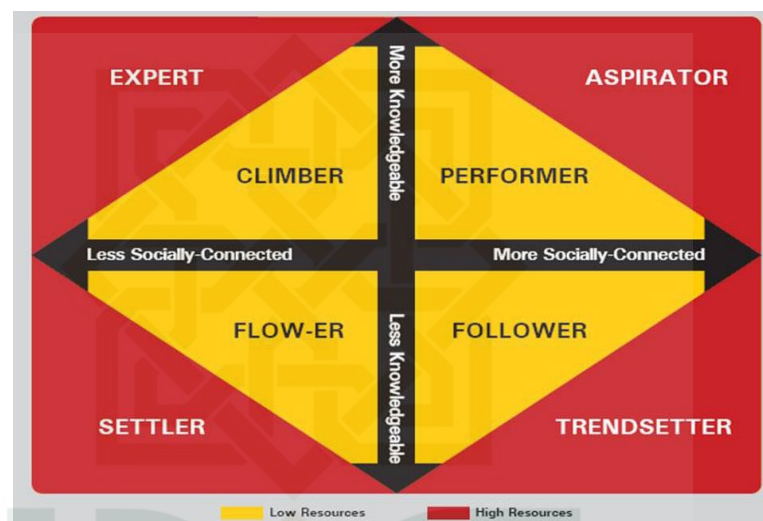 EXPERT
ASPIRATOR
More Knowledgeable
CLIMBER
PERFORMER
Less Socially-Connected
More Socially-Connected
FLOW-ER
FOLLOWER
Less Knowledgeable
SETTLER
TRENDSETTER
Low Resources
High Resources